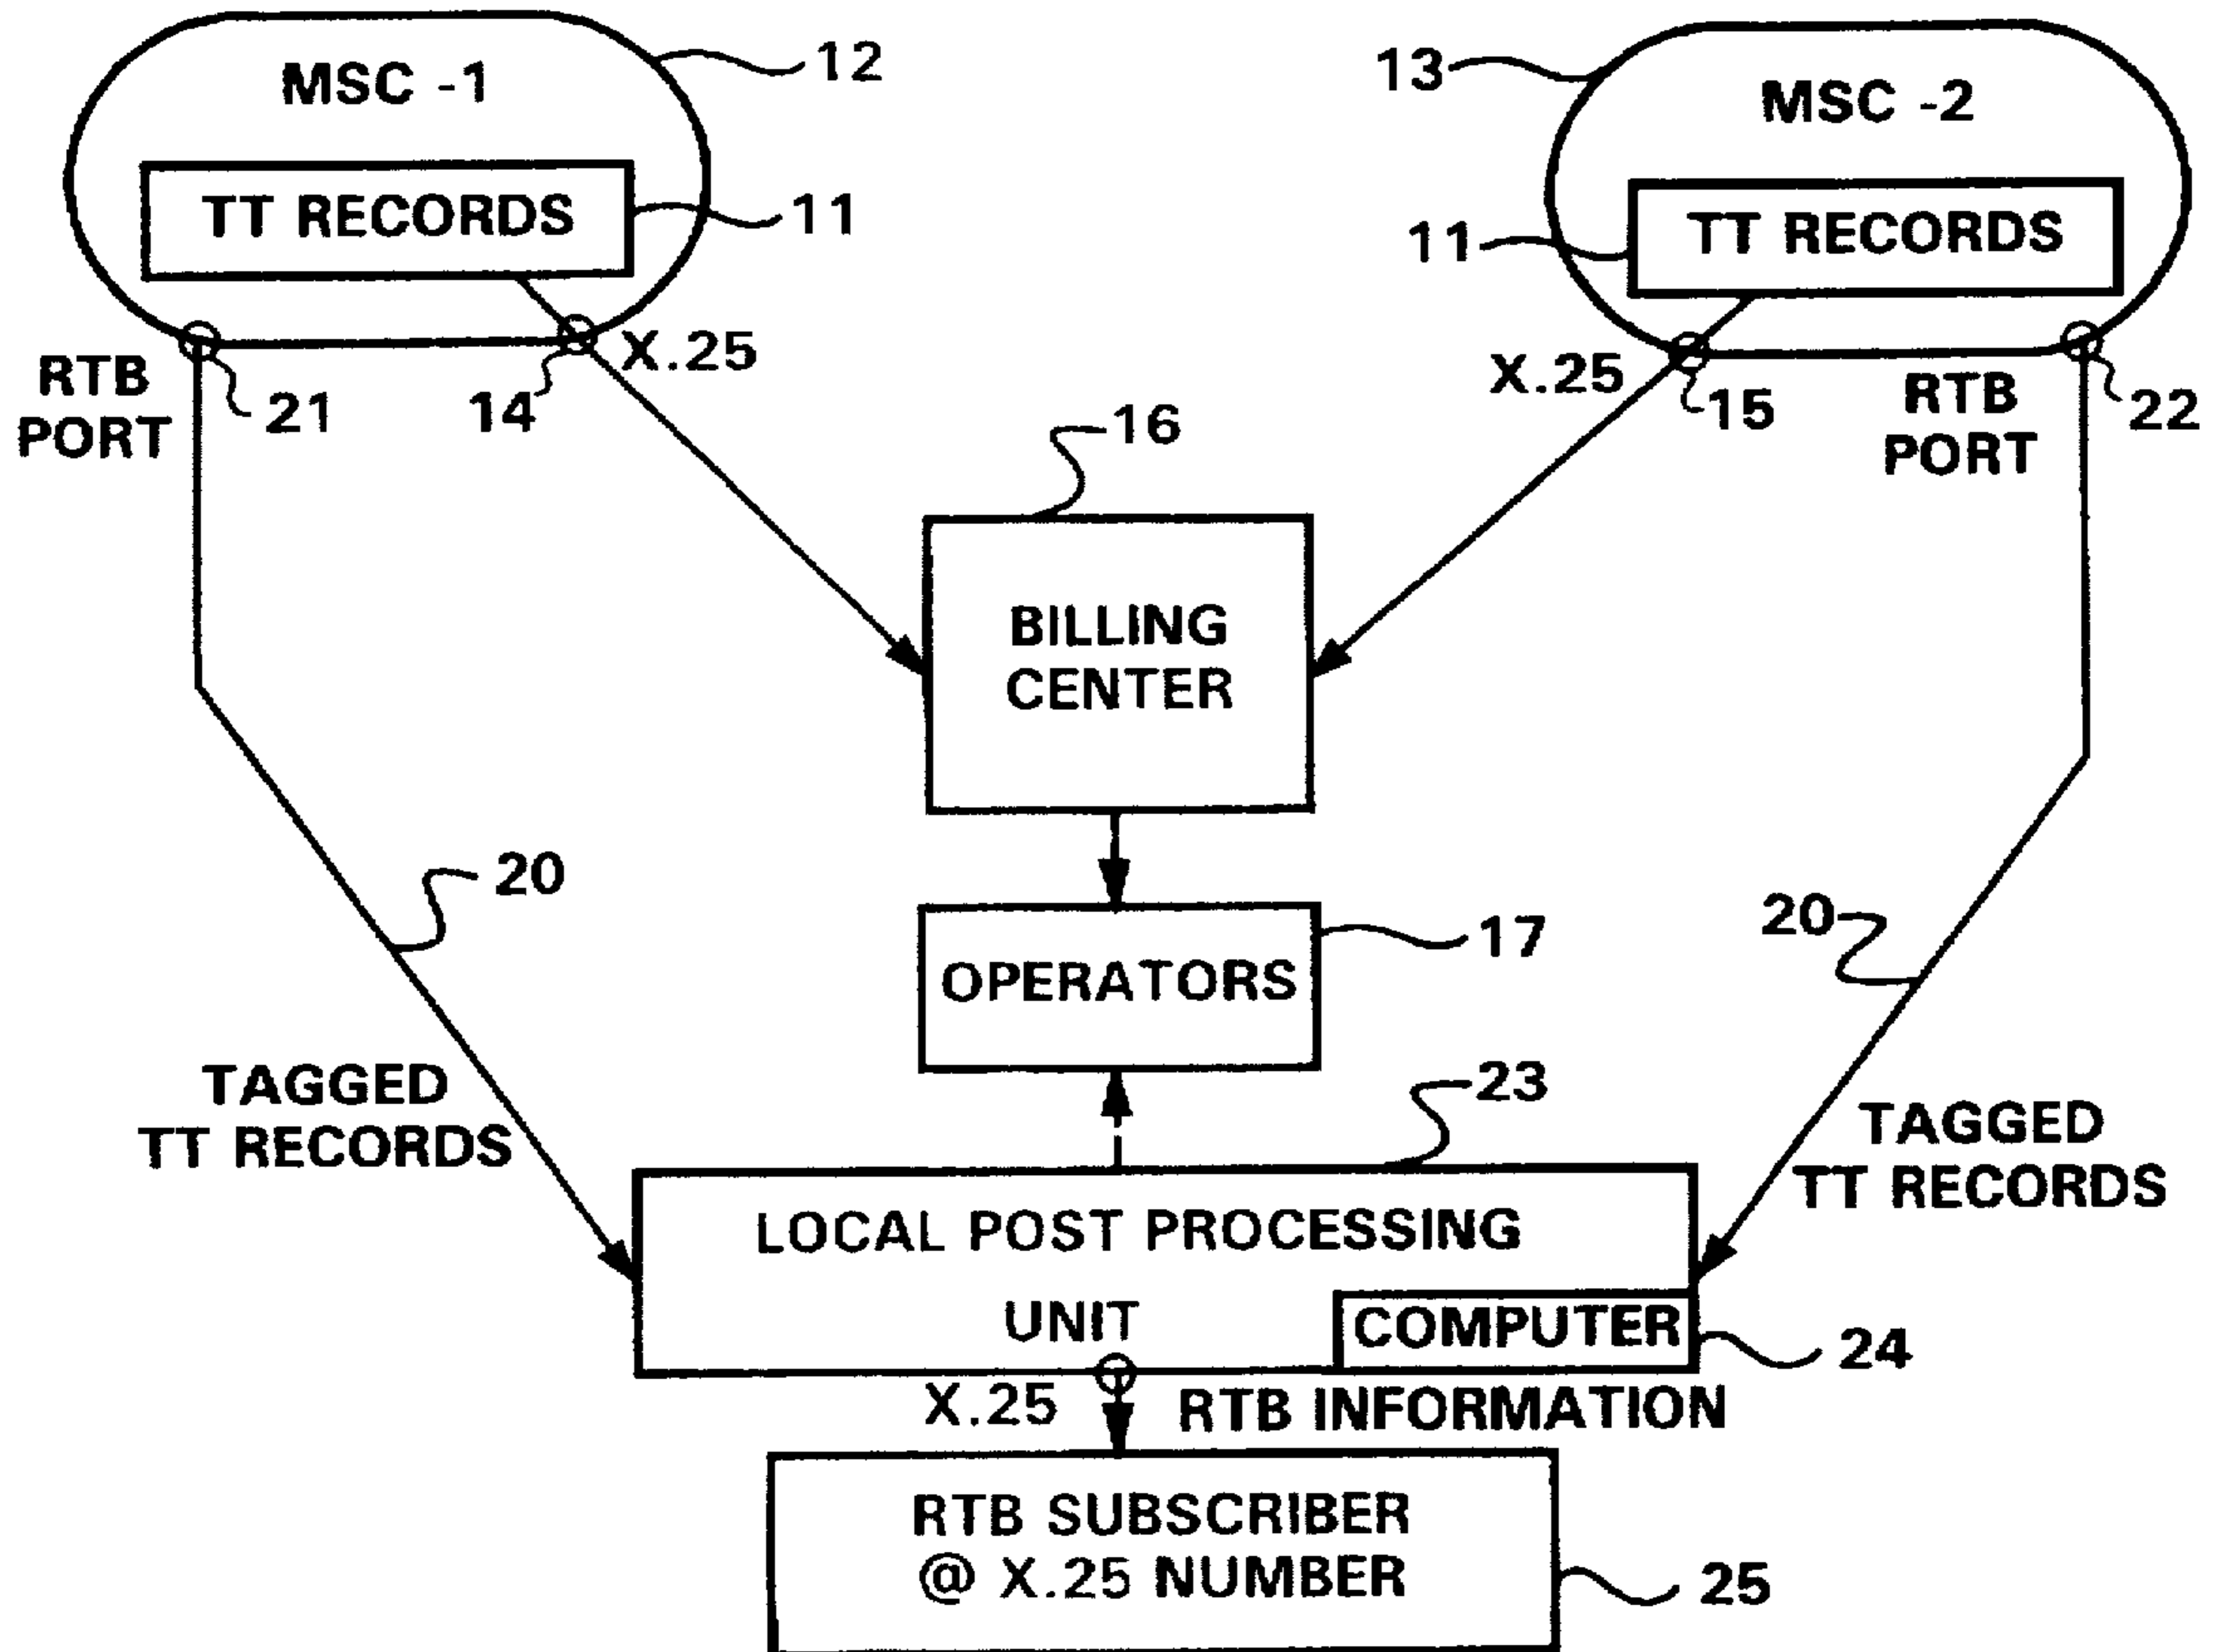 MSC -1
12
13
MSC -2
TT RECORDS
11
11
TT RECORDS
X.25
RTB
PORT
21
14
X.25
15
RTB
PORT
22
16
BILLING
CENTER
20
17
20
OPERATORS
TAGGED
TT RECORDS
23
TAGGED
TT RECORDS
LOCAL POST PROCESSING
UNIT
COMPUTER
24
X.25
RTB INFORMATION
RTB SUBSCRIBER
@ X.25 NUMBER
25